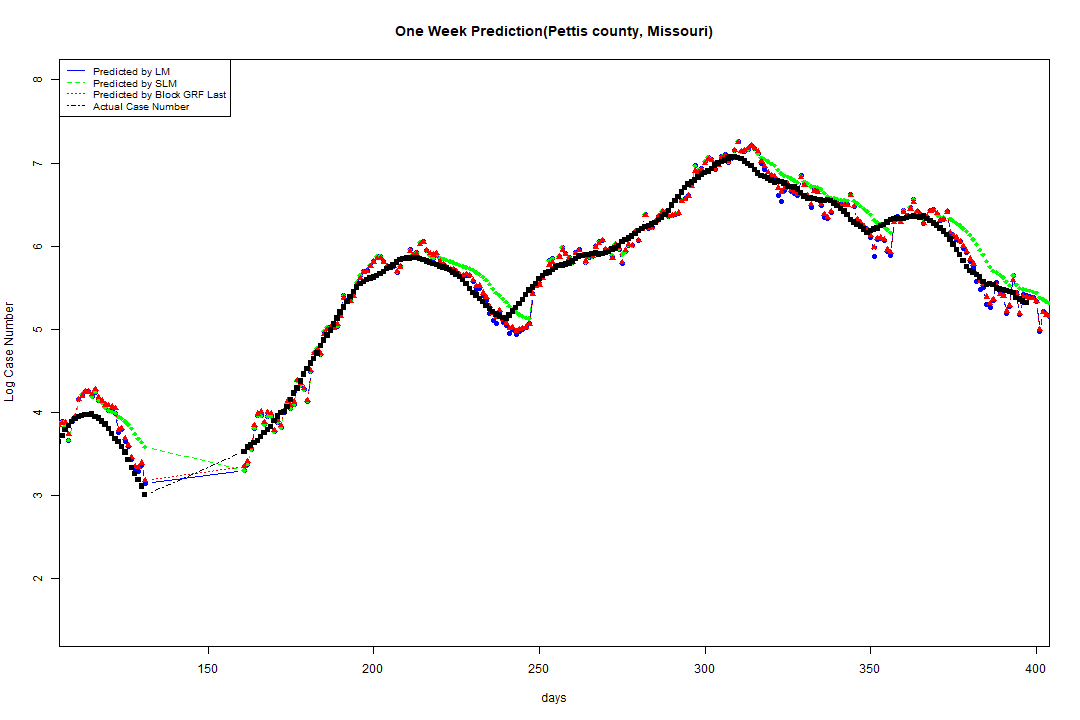 One Week Prediction(Pettis county, Missouri)
Predicted by LM
Predicted by SLM
Predicted by Block GRF Last
Actual Case Number
8
7
6
5
4
3
2
Log Case Number
150 200 250 300 350 400
days